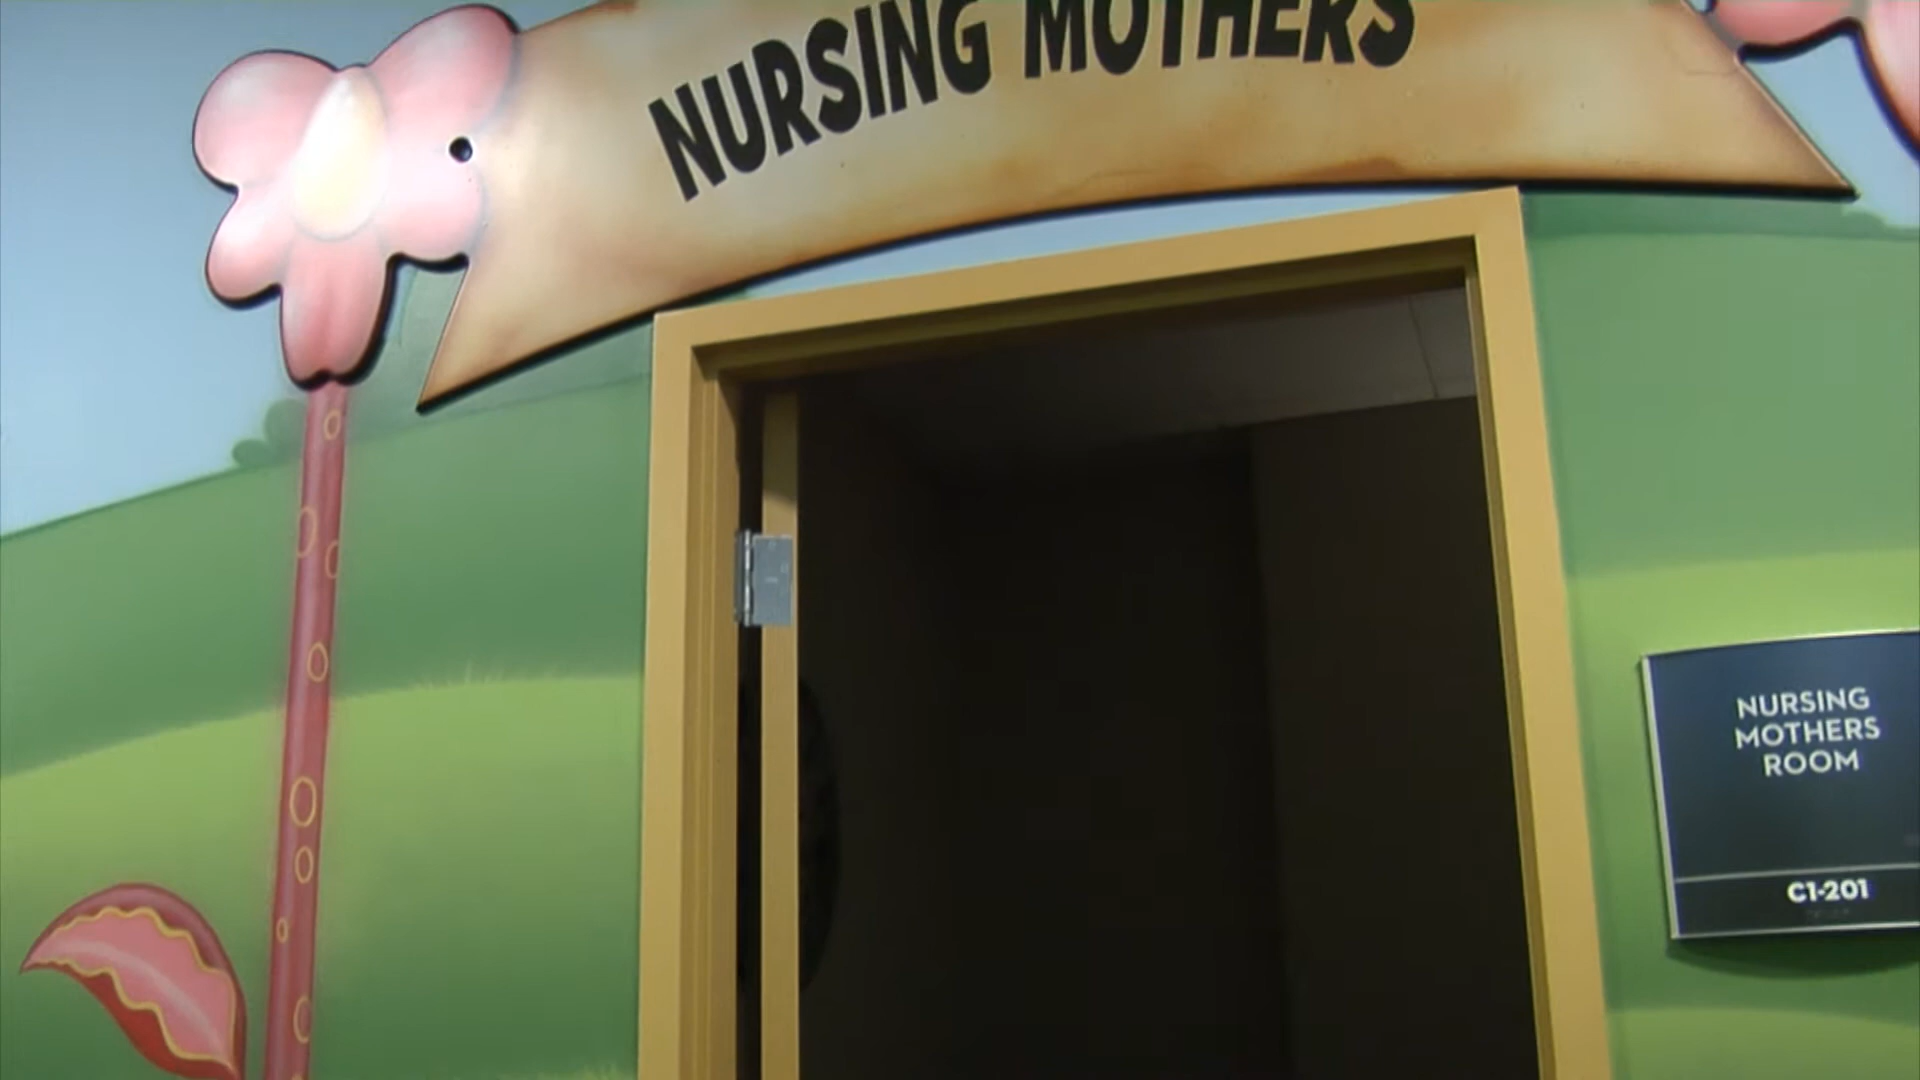 NURSING MOTHERS
NURSING
MOTHERS
ROOM
C1-201